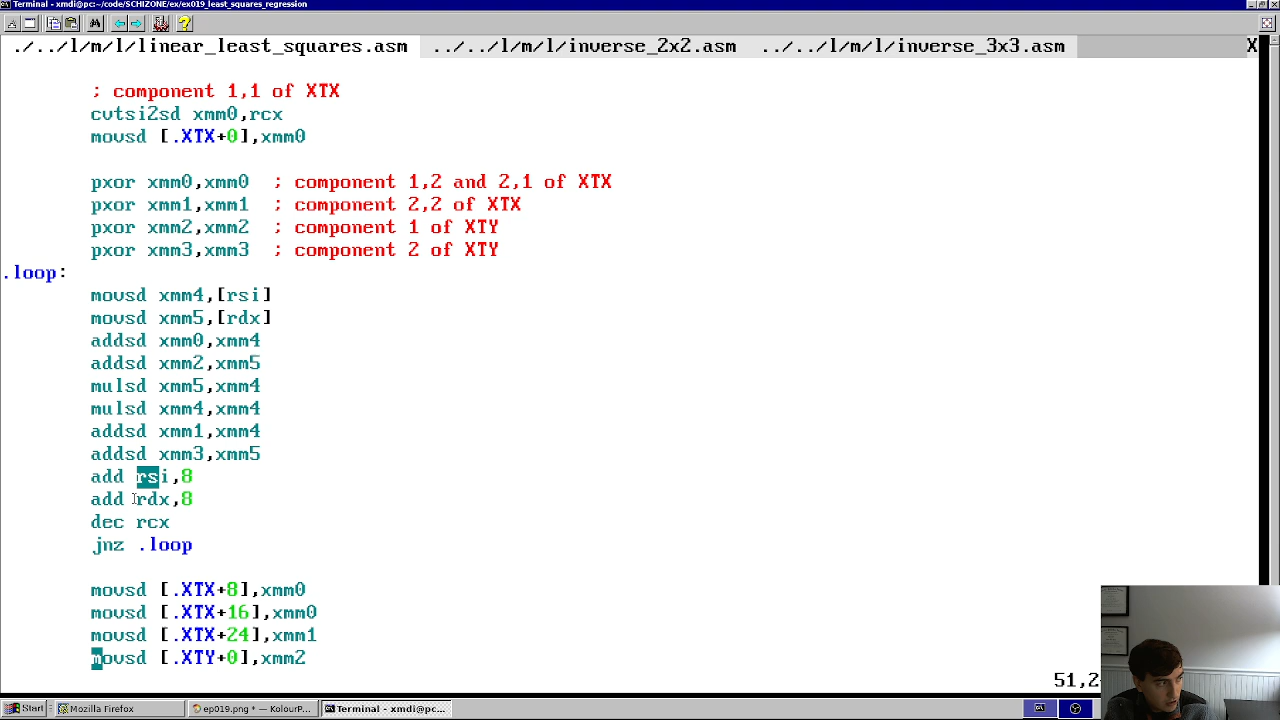 Terminal - xmdi@pc:~/code/SCHIZONE/ex/ex019_least_squares_regression
./../l/m/l/linear_least_squares.asm ../../l/m/l/inverse_2x2.asm ../../l/m/l/inverse_3x3.asm X
; component 1,1 of XTX
cvtsi2sd xmm0,rcx
movsd [.XTX+0],xmm0
pxor xmm0,xmm0 ; component 1,2 and 2,1 of XTX
pxor xmm1,xmm1 ; component 2,2 of XTX
pxor xmm2,xmm2 ; component 1 of XTY
pxor xmm3,xmm3 ; component 2 of XTY
.loop:
movsd xmm4,[rsi]
movsd xmm5,[rdx]
addsd xmm0,xmm4
addsd xmm2,xmm5
mulsd xmm5,xmm4
mulsd xmm4,xmm4
addsd xmm1,xmm4
addsd xmm3,xmm5
add rsi,8
add rdx,8
dec rcx
jnz .loop
movsd [.XTX+8],xmm0
movsd [.XTX+16],xmm0
movsd [.XTX+24],xmm1
movsd [.XTY+0],xmm2
51,2
Start Mozilla Firefox ep019.png * — KolourP... Terminal - xmdi@pc...